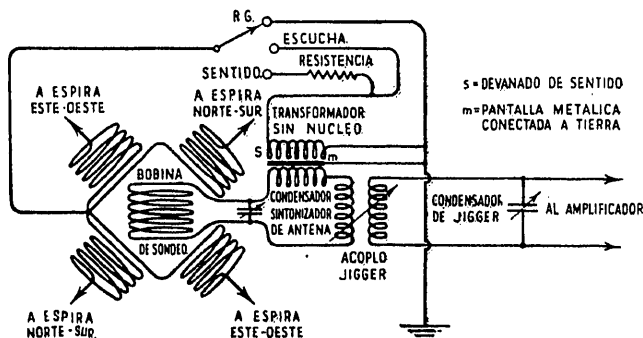 R.G.
ESCUCHA.
RESISTENCIA
SENTIDO
A ESPIRA
ESTE-OESTE
A ESPIRA
NORTE-SUR
TRANSFORMADOR
SIN NUCLEO
S
m
S = DEVANADO DE SENTIDO
m = PANTALLA METALICA
CONECTADA A TIERRA
BOBINA
DE SONDEO.
CONDENSADOR
SINTONIZADOR
DE ANTENA
ACOPLO
JIGGER
CONDENSADOR
DE JIGGER
AL AMPLIFICADOR
A ESPIRA
NORTE-SUR.
A ESPIRA
ESTE-OESTE